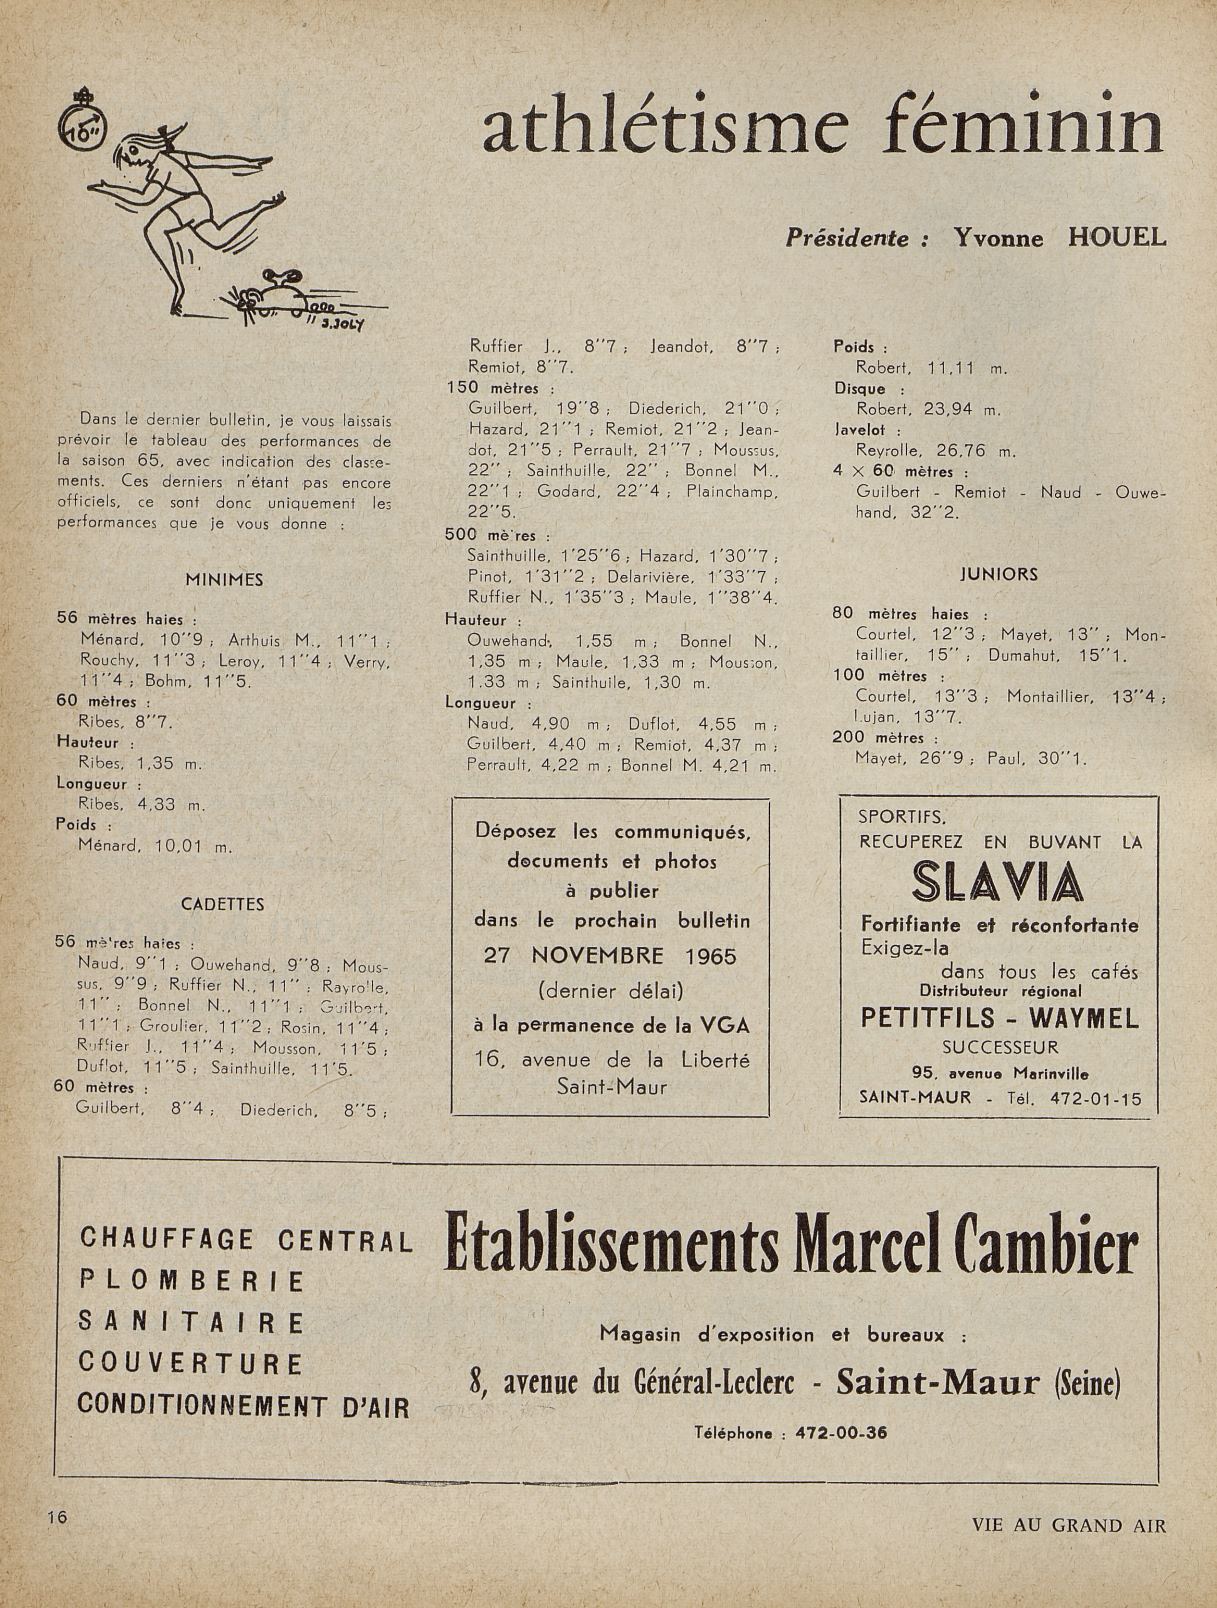 10''
athlétisme féminin
Présidente : Yvonne HOUEL
J.JOLY
Dans le dernier bulletin, je vous laissais
prévoir le tableau des performances de
la saison 65, avec indication des classe-
ments. Ces derniers n'étant pas encore
officiels, ce sont donc uniquement les
performances que je vous donne :
MINIMES
56 mètres haies :
Ménard, 10''9 ; Arthuis M., 11''1 ;
Rouchy, 11''3 ; Leroy, 11''4 ; Verry,
11''4 ; Bohm, 11''5.
60 mètres :
Ribes, 8''7.
Hauteur :
Ribes, 1,35 m.
Longueur :
Ribes, 4,33 m.
Poids :
Ménard, 10,01 m.
CADETTES
56 mètres haies :
Naud, 9''1 ; Ouwehand, 9''8 ; Mous-
sus, 9''9 ; Ruffier N., 11'' ; Rayrolle,
11'' ; Bonnel N., 11''1 ; Guilbert,
11''1 ; Groulier, 11''2 ; Rosin, 11''4 ;
Ruffier J., 11''4 ; Mousson, 11'5 ;
Duflot, 11''5 ; Sainthuille, 11'5.
60 mètres :
Guilbert, 8''4 ; Diederich, 8''5 ;
Ruffier J., 8''7 ; Jeandot, 8''7 ;
Remiot, 8''7.
150 mètres :
Guilbert, 19''8 ; Diederich, 21''0 ;
Hazard, 21''1 ; Remiot, 21''2 ; Jean-
dot, 21''5 ; Perrault, 21''7 ; Moussus,
22'' ; Sainthuille, 22'' ; Bonnel M.,
22''1 ; Godard, 22''4 ; Plainchamp,
22''5.
500 mètres :
Sainthuille, 1'25''6 ; Hazard, 1'30''7 ;
Pinot, 1'31''2 ; Delarivière, 1'33''7 ;
Ruffier N., 1'35''3 ; Maule, 1''38''4.
Hauteur :
Ouwehand, 1,55 m ; Bonnel N.,
1,35 m ; Maule, 1,33 m ; Mousson,
1.33 m ; Sainthuile, 1,30 m.
Longueur :
Naud, 4,90 m ; Duflot, 4,55 m ;
Guilbert, 4,40 m ; Remiot, 4,37 m ;
Perrault, 4,22 m ; Bonnel M. 4,21 m.
Poids :
Robert, 11,11 m.
Disque :
Robert, 23,94 m.
Javelot :
Reyrolle, 26,76 m.
4 × 60 mètres :
Guilbert - Remiot - Naud - Ouwe-
hand, 32''2.
JUNIORS
80 mètres haies :
Courtel, 12''3 ; Mayet, 13'' ; Mon-
taillier, 15'' ; Dumahut, 15''1.
100 mètres :
Courtel, 13''3 ; Montaillier, 13''4 ;
Lujan, 13''7.
200 mètres :
Mayet, 26''9 ; Paul, 30''1.
Déposez les communiqués,
documents et photos
à publier
dans le prochain bulletin
27 NOVEMBRE 1965
(dernier délai)
à la permanence de la VGA
16, avenue de la Liberté
Saint-Maur
SPORTIFS,
RECUPEREZ EN BUVANT LA
SLAVIA
Fortifiante et réconfortante
Exigez-la
dans tous les cafés
Distributeur régional
PETITFILS - WAYMEL
SUCCESSEUR
95, avenue Marinville
SAINT-MAUR - Tél. 472-01-15
CHAUFFAGE CENTRAL
PLOMBERIE
SANITAIRE
COUVERTURE
CONDITIONNEMENT D'AIR
Etablissements Marcel Cambier
Magasin d'exposition et bureaux :
8, avenue du Général-Leclerc - Saint-Maur (Seine)
Téléphone : 472-00-36
16
VIE AU GRAND AIR